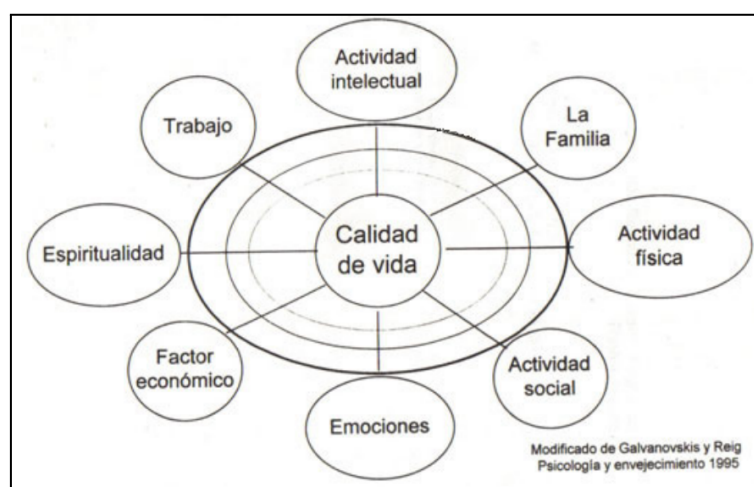 Actividad
intelectual
Trabajo
La
Familia
Espiritualidad
Calidad
de vida
Actividad
física
Factor
económico
Actividad
social
Emociones
Modificado de Galvanovskis y Reig
Psicología y envejecimiento 1995